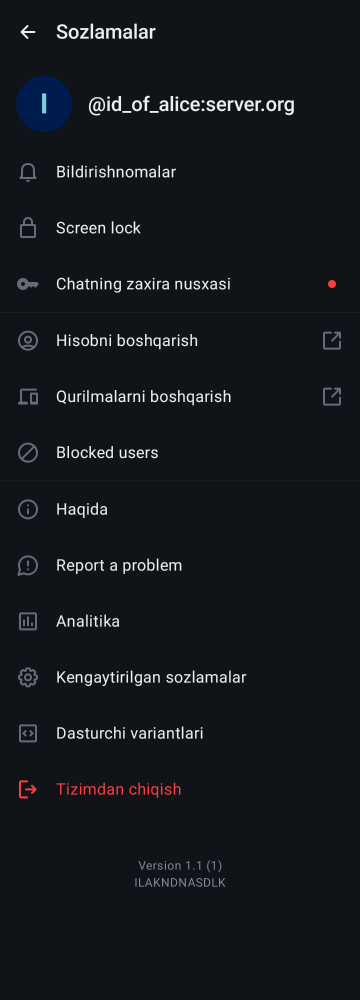 Sozlamalar
I
@id_of_alice:server.org
Bildirishnomalar
Screen lock
Chatning zaxira nusxasi
Hisobni boshqarish
Qurilmalarni boshqarish
Blocked users
Haqida
Report a problem
Analitika
Kengaytirilgan sozlamalar
Dasturchi variantlari
Tizimdan chiqish
Version 1.1 (1)
ILAKNDNASDLK